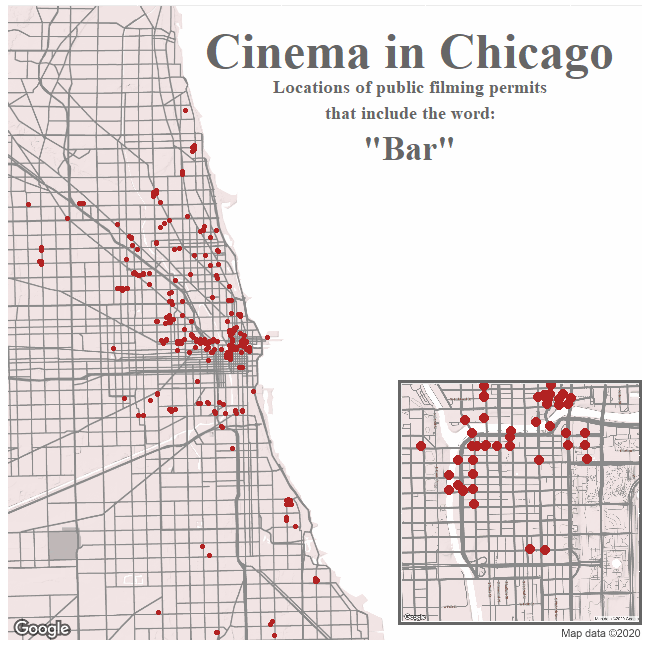 Cinema in Chicago
Locations of public filming permits
that include the word:
"Bar"
Google
Map data ©2020